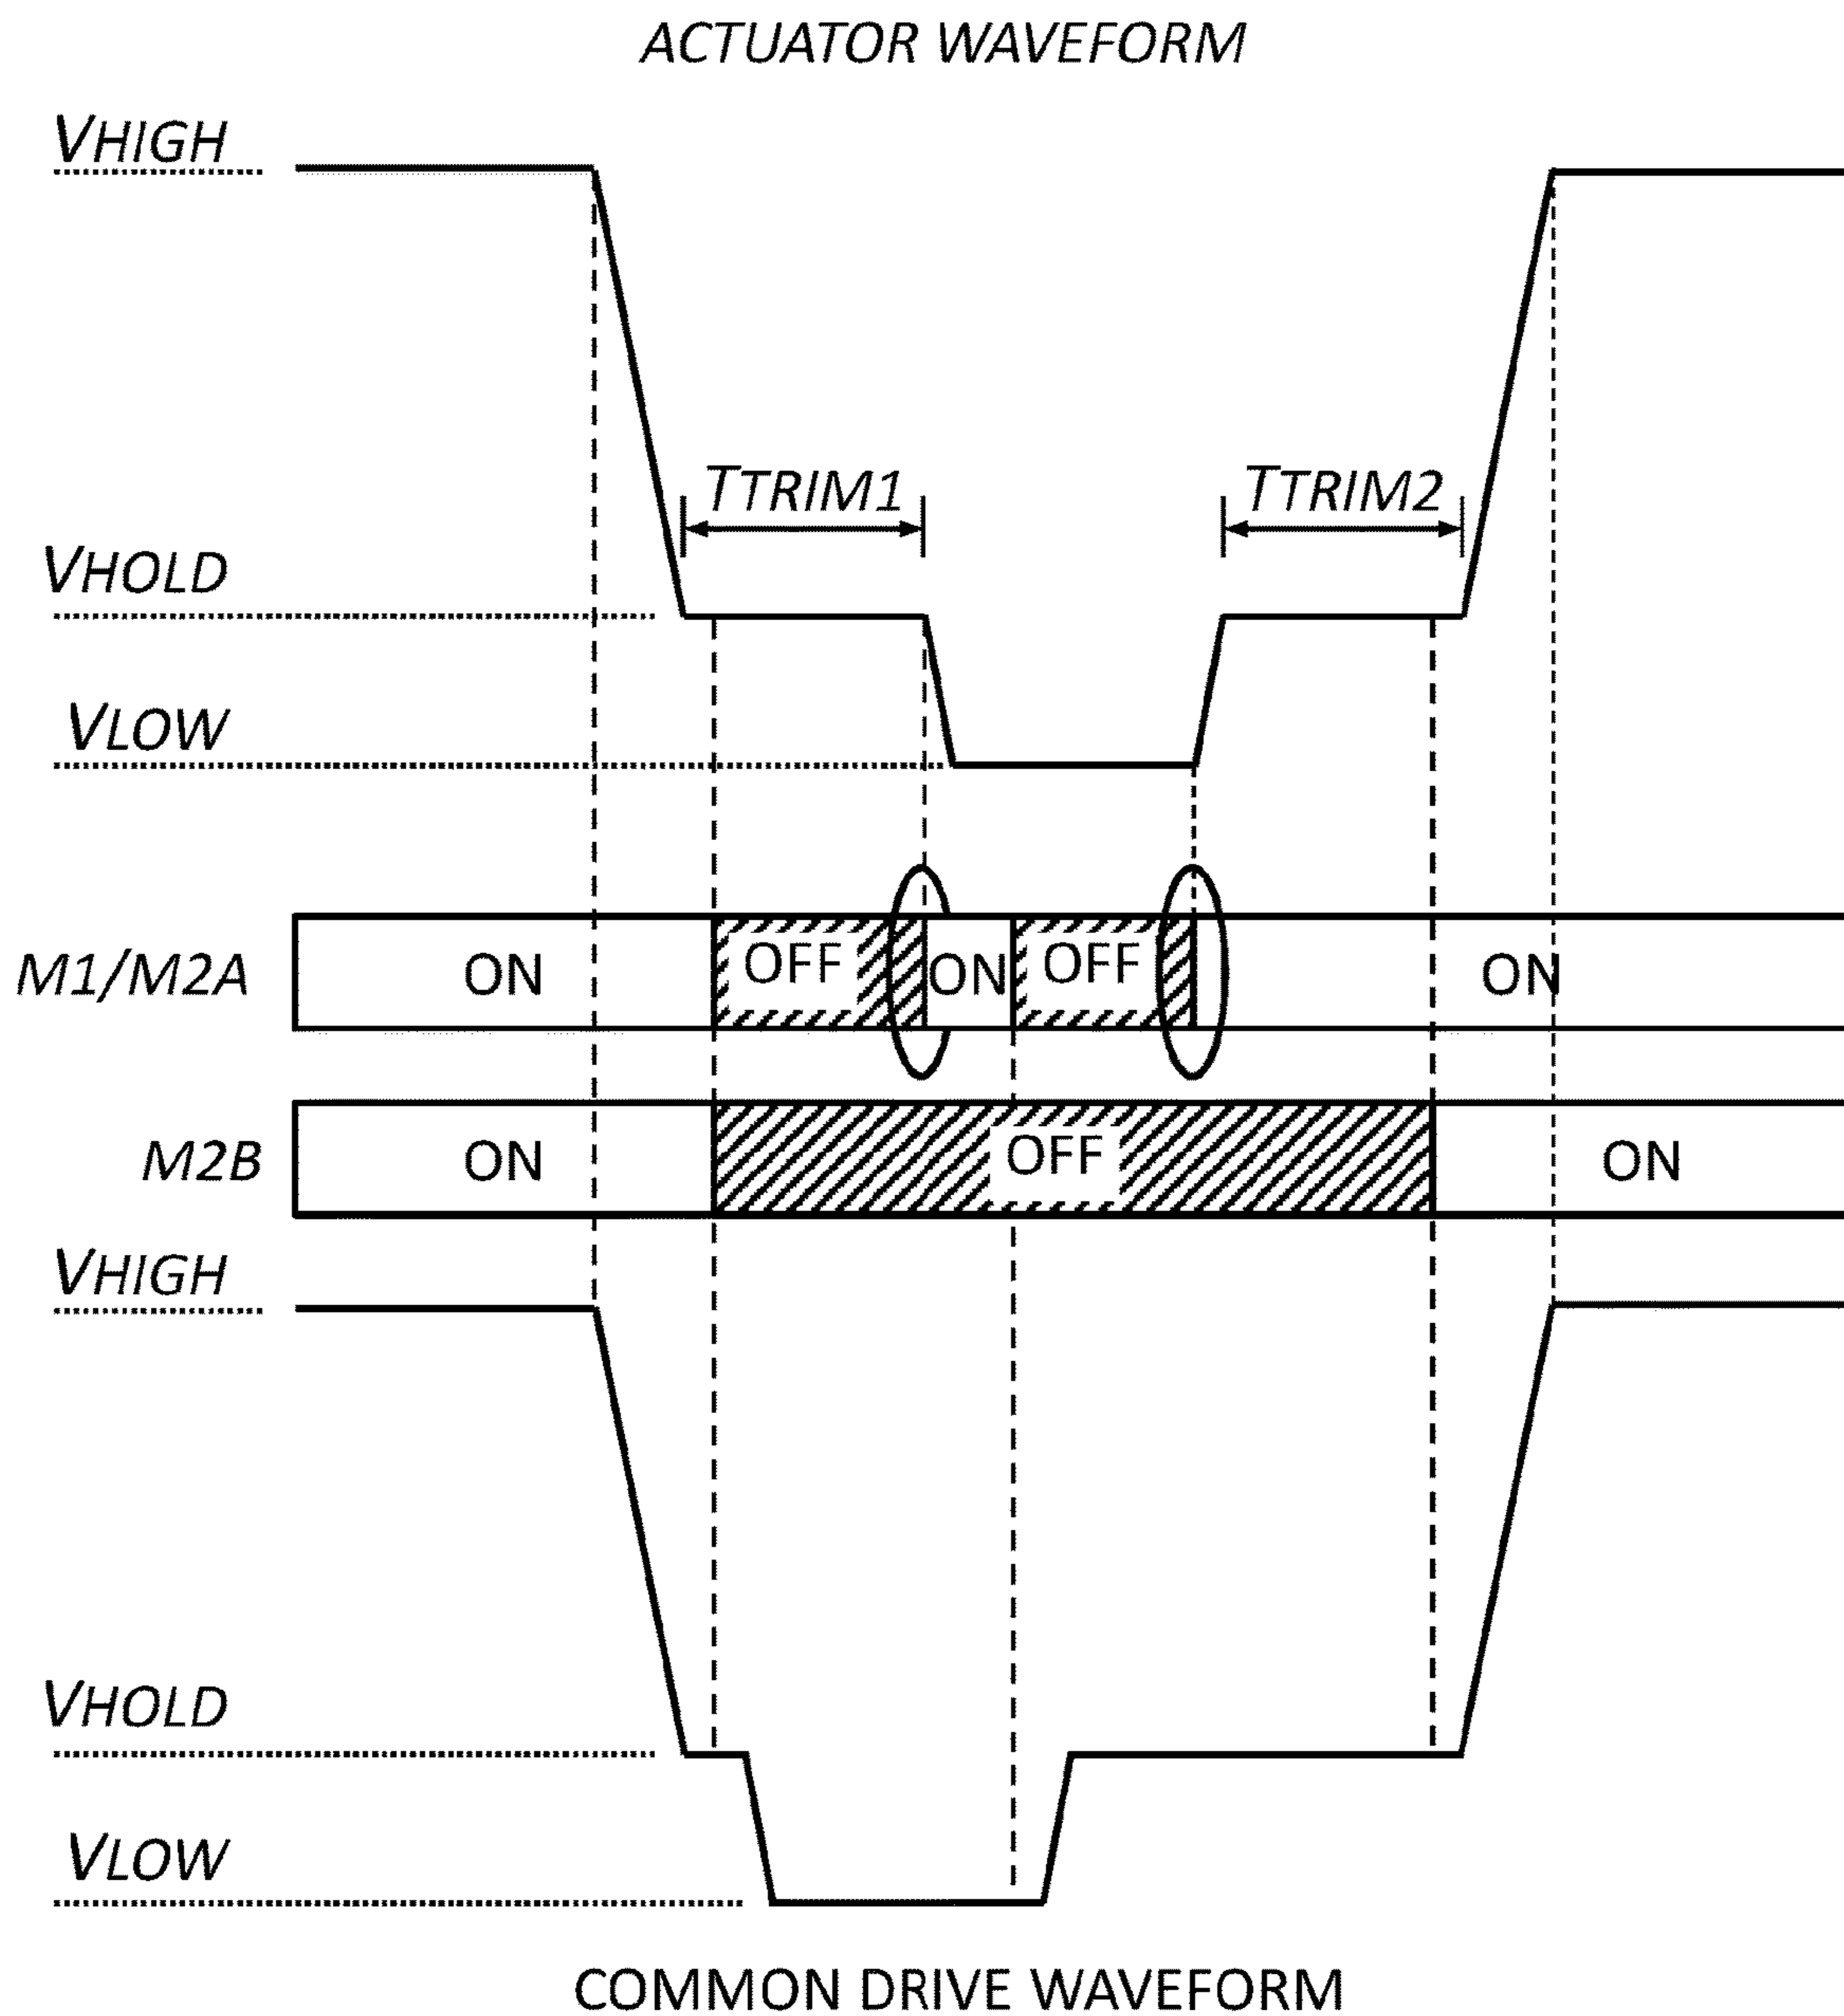 ACTUATOR WAVEFORM
VHIGH
TTRIM1 TTRIM2
VHOLD
VLOW
M1/M2A ON OFF ON OFF ON
M2B ON OFF ON
VHIGH
VHOLD
VLOW
COMMON DRIVE WAVEFORM